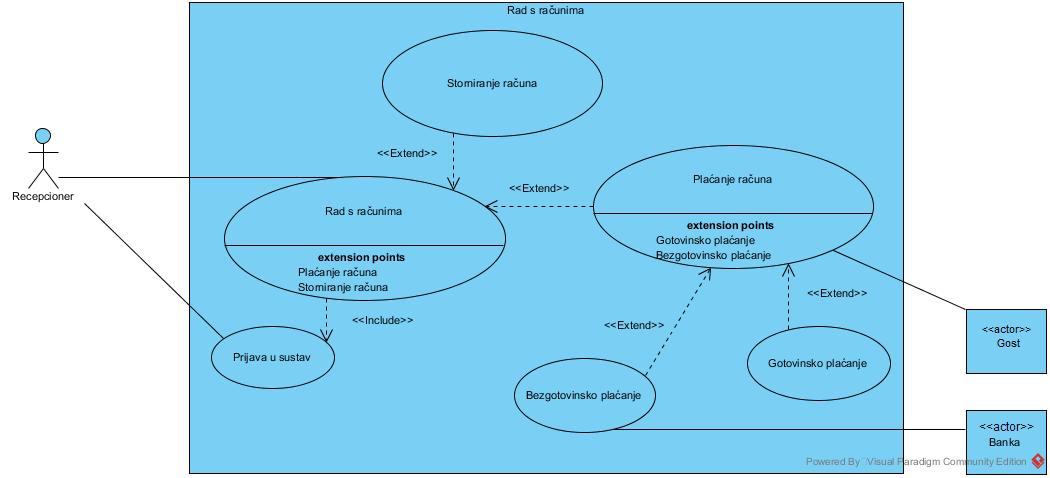 Rad s računima
Storniranje računa
<<Extend>>
Recepcioner
Rad s računima
extension points
Plaćanje računa
Storniranje računa
<<Extend>>
Plaćanje računa
extension points
Gotovinsko plaćanje
Bezgotovinsko plaćanje
<<Include>>
<<Extend>>
<<Extend>>
Prijava u sustav
Bezgotovinsko plaćanje
Gotovinsko plaćanje
<<actor>>
Gost
<<actor>>
Banka
Powered By Visual Paradigm Community Edition